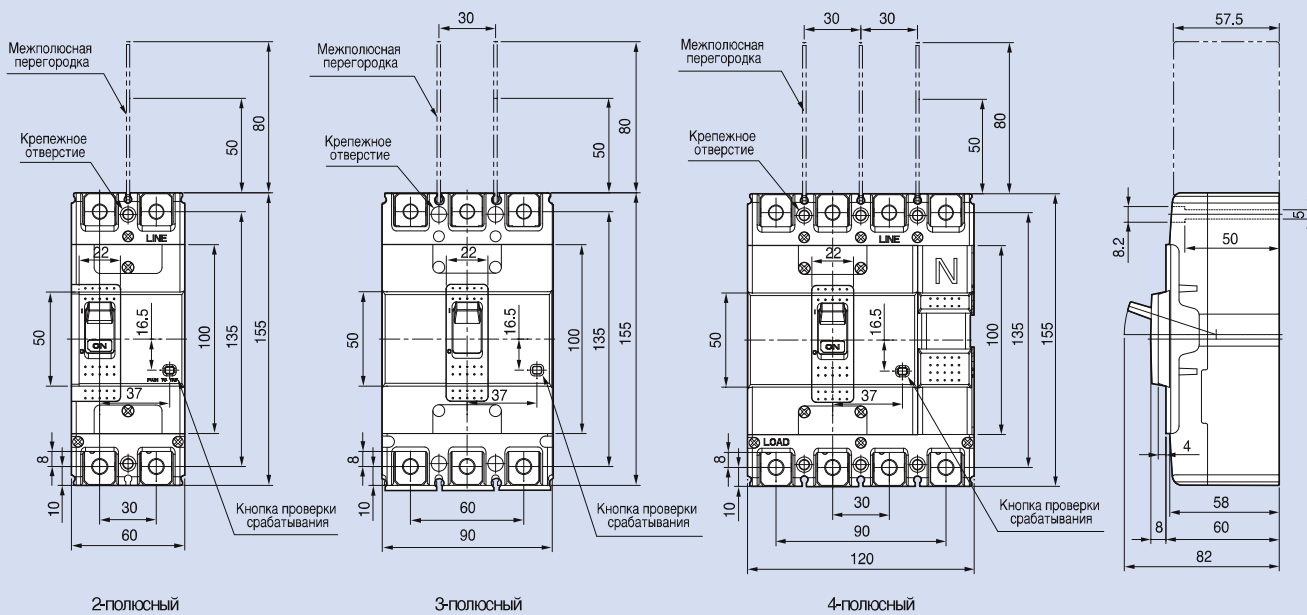 30
30
30
57.5
Межполюсная
перегородка
Межполюсная
перегородка
Межполюсная
перегородка
80
50
80
50
80
50
Крепежное
отверстие
Крепежное
отверстие
Крепежное
отверстие
LINE
22
50
16.5
ON
37
100
135
155
8
10
30
60
Кнопка проверки
срабатывания
22
50
16.5
37
100
135
155
8
10
60
90
Кнопка проверки
срабатывания
LINE
22
N
50
16.5
ON
37
100
135
155
LOAD
8
10
30
90
120
Кнопка проверки
срабатывания
8.2
50
5
4
58
8
60
82
2-полюсный
3-полюсный
4-полюсный